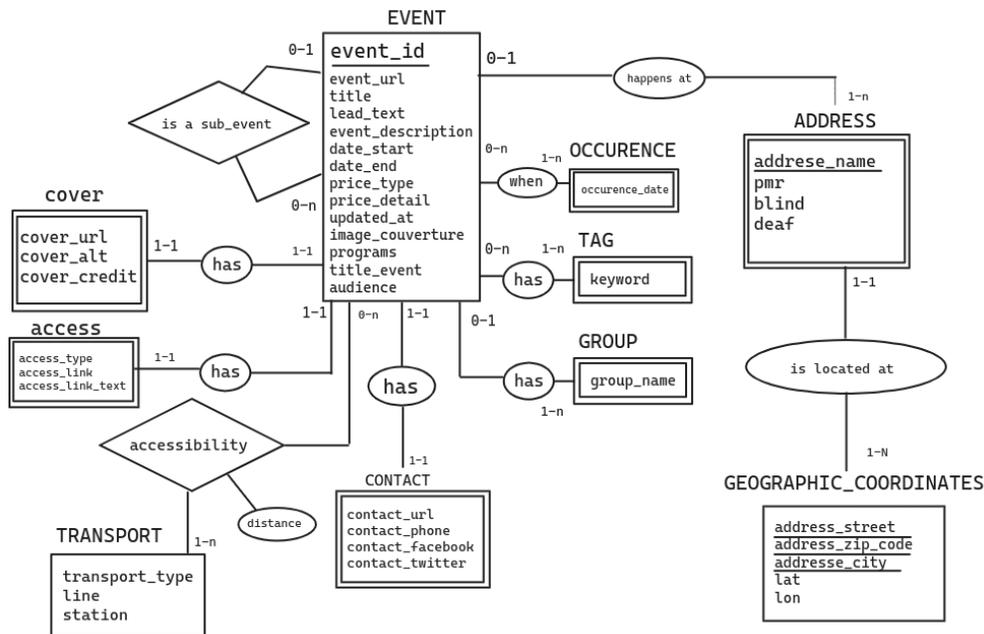 EVENT
0-1
event_id
0-1
happens at
event_url
title
lead_text
event_description
date_start
date_end
price_type
price_detail
updated_at
image_couverture
programs
title_event
audience
is a sub_event
0-n
1-n
ADDRESS
addrese_name
pmr
blind
deaf
0-n
when
1-n
OCCURENCE
occurence_date
cover
cover_url
cover_alt
cover_credit
1-1
has
1-1
0-n
has
1-n
TAG
keyword
1-1
is located at
1-N
GEOGRAPHIC_COORDINATES
address_street
address_zip_code
addresse_city
lat
lon
access
access_type
access_link
access_link_text
1-1
has
1-1
0-n
1-1
0-1
GROUP
has
group_name
1-n
has
1-1
CONTACT
contact_url
contact_phone
contact_facebook
contact_twitter
accessibility
distance
TRANSPORT
1-n
transport_type
line
station